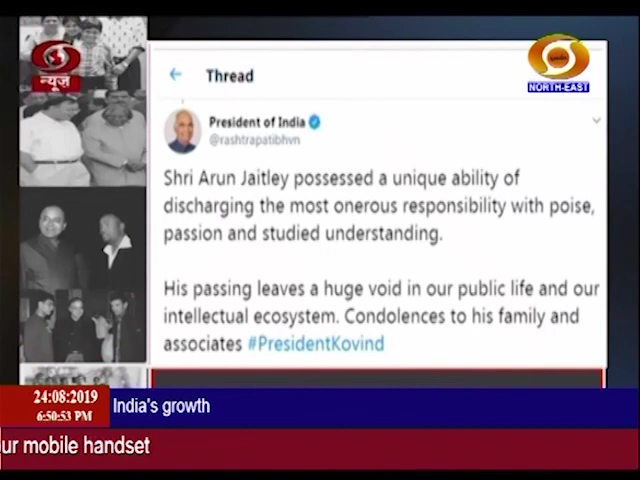 न्यूज़
NORTH-EAST
Thread
President of India
@rashtrapatibhvn
Shri Arun Jaitley possessed a unique ability of
discharging the most onerous responsibility with poise,
passion and studied understanding.
His passing leaves a huge void in our public life and our
intellectual ecosystem. Condolences to his family and
associates #PresidentKovind
24:08:2019
6:50:53 PM
India's growth
ur mobile handset